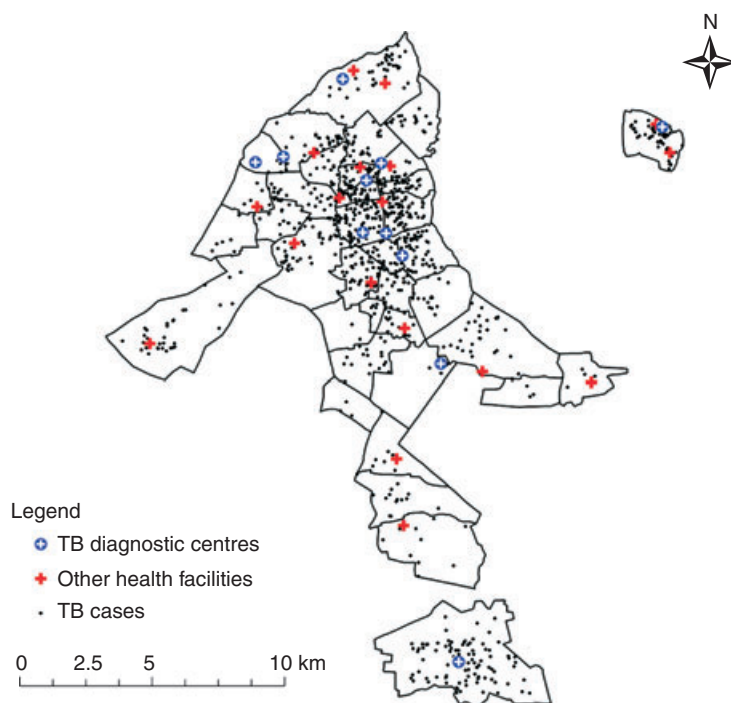 N
Legend
TB diagnostic centres
Other health facilities
TB cases
0 2.5 5 10 km